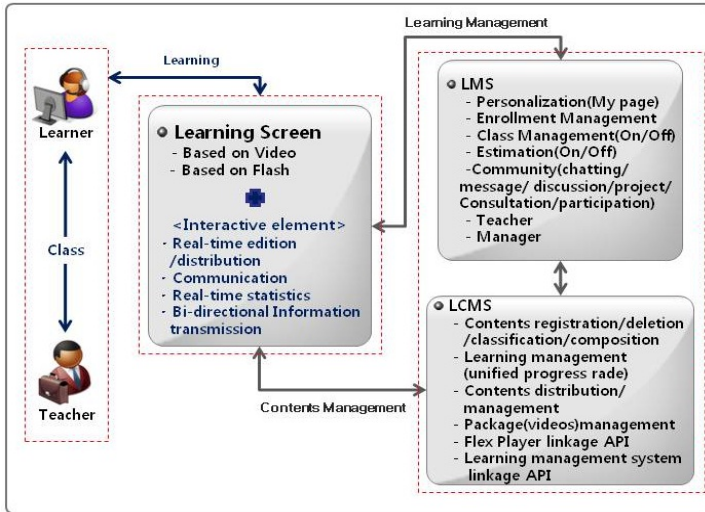 Learning Management
Learning
Learner
Class
Teacher
Learning Screen
- Based on Video
- Based on Flash
<Interactive element>
- Real-time edition
/distribution
- Communication
- Real-time statistics
- Bi-directional Information
transmission
Contents Management
LMS
- Personalization(My page)
- Enrollment Management
- Class Management(On/Off)
- Estimation(On/Off)
-Community(chatting/
message/ discussion/project/
Consultation/participation)
- Teacher
- Manager
LCMS
- Contents registration/deletion
/classification/composition
- Learning management
(unified progress rade)
- Contents distribution/
management
- Package(videos)management
- Flex Player linkage API
- Learning management system
linkage API